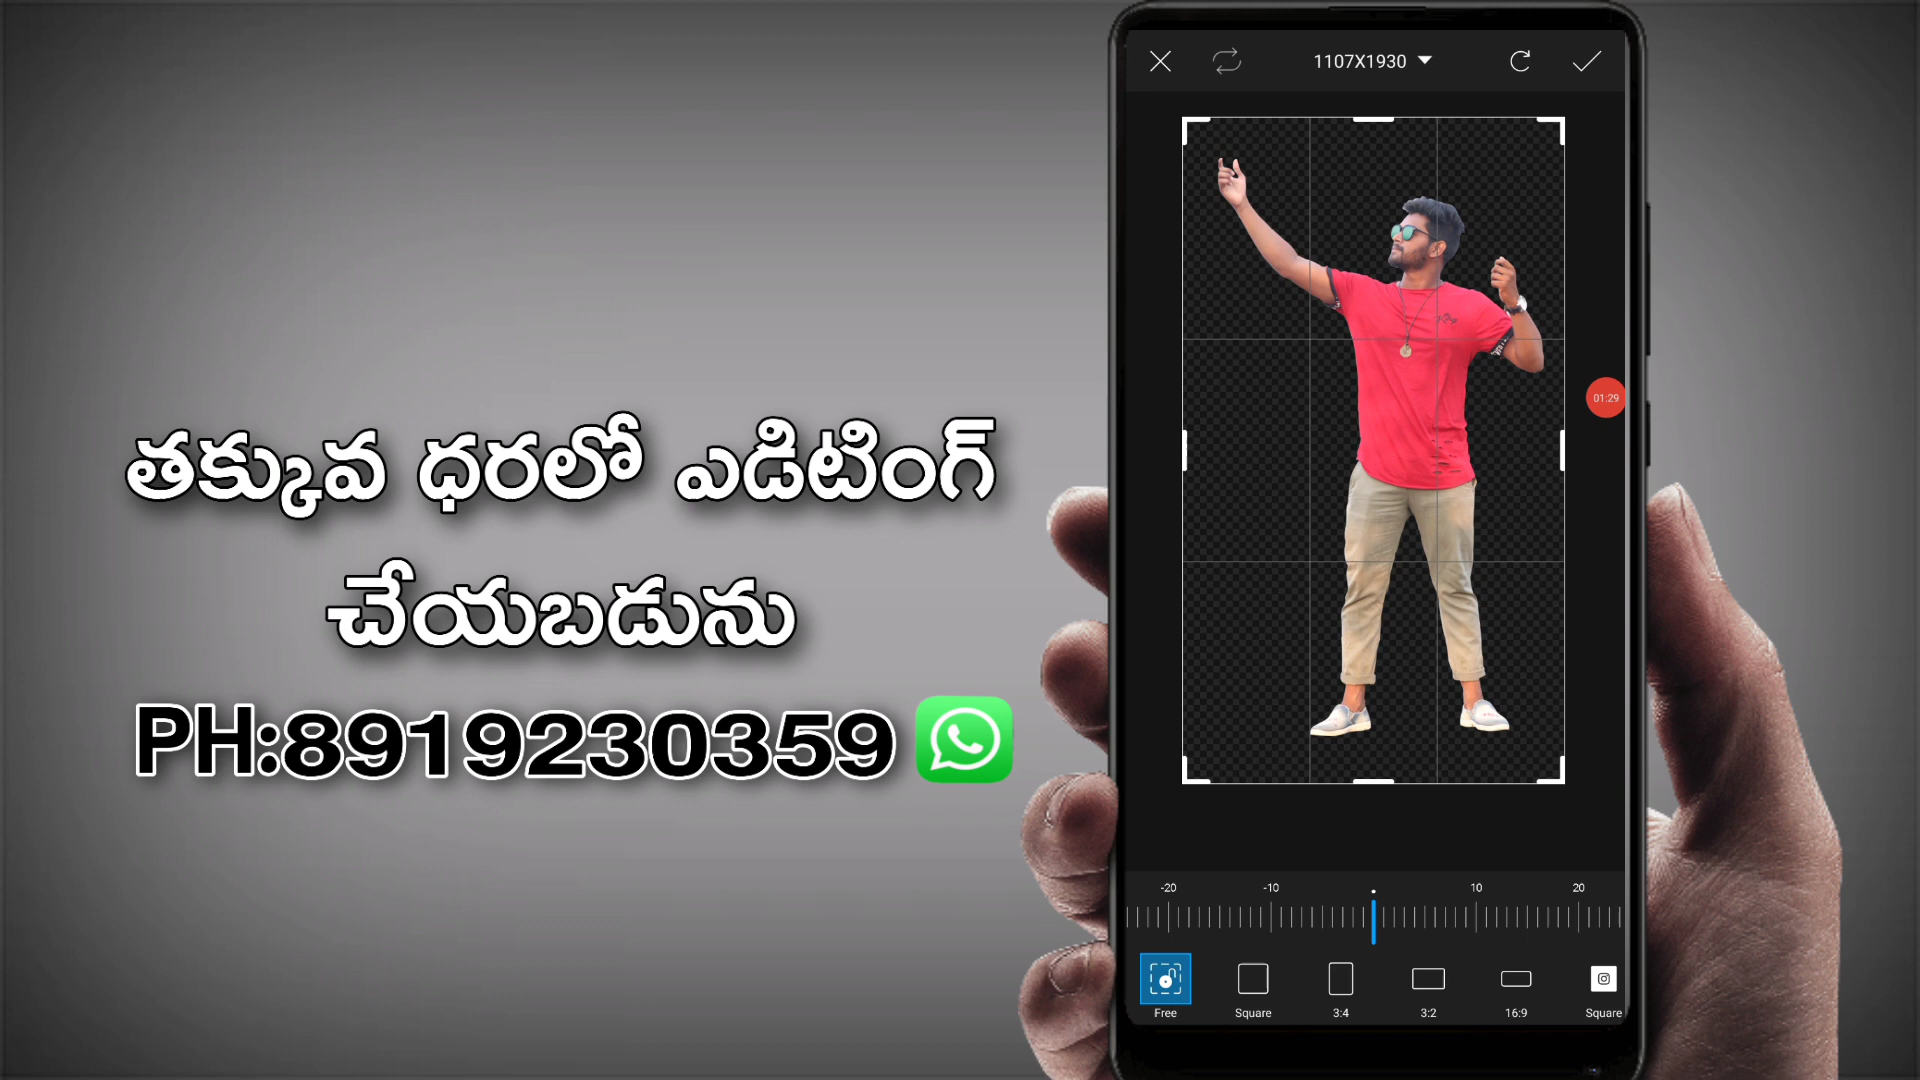 తక్కువ ధరలో ఎడిటింగ్
చేయబడును
PH:8919230359
1107X1930
01:29
-20 -10 10 20
Free Square 3:4 3:2 16:9 Square